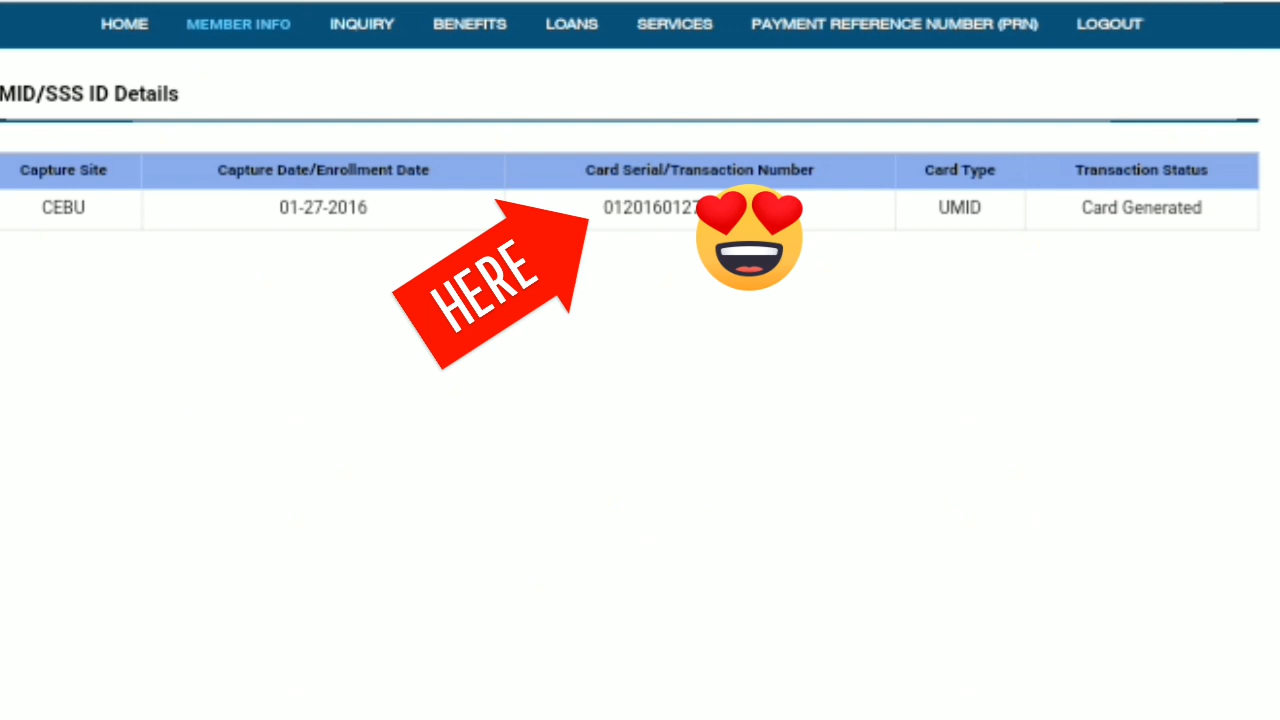 HOME MEMBER INFO INQUIRY BENEFITS LOANS SERVICES PAYMENT REFERENCE NUMBER (PRN) LOGOUT
MID/SSS ID Details
Capture Site Capture Date/Enrollment Date Card Serial/Transaction Number Card Type Transaction Status
CEBU 01-27-2016 0120160127 UMID Card Generated
HERE